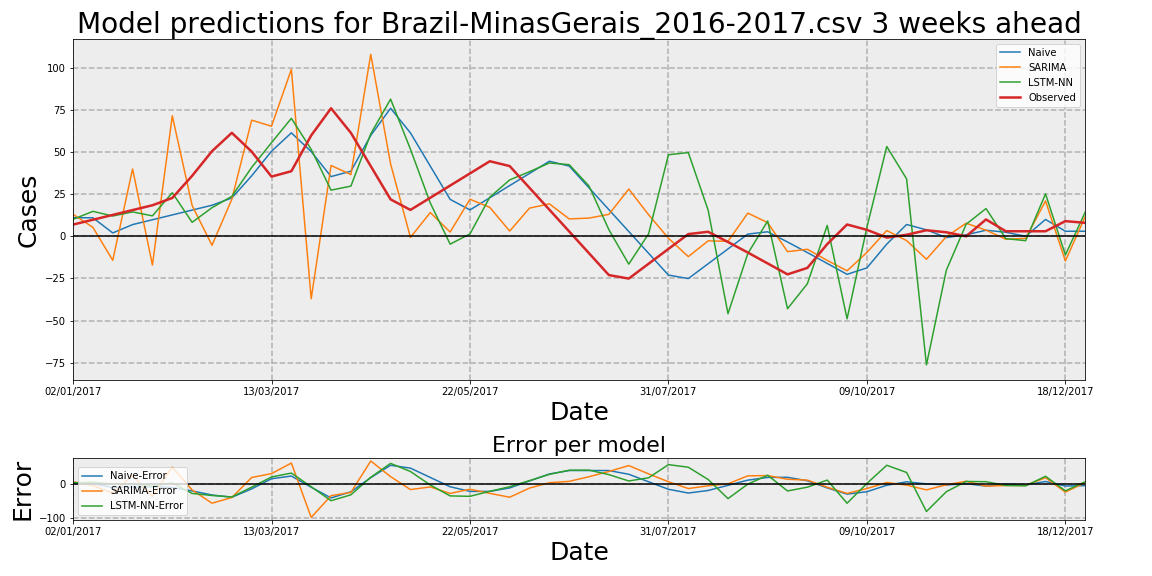 Model predictions for Brazil-MinasGerais_2016-2017.csv 3 weeks ahead
Naive
SARIMA
LSTM-NN
Observed
Cases
100
75
50
25
0
−25
−50
−75
02/01/2017 13/03/2017 22/05/2017 31/07/2017 09/10/2017 18/12/2017
Date
Error per model
Naive-Error
SARIMA-Error
LSTM-NN-Error
Error
0
−100
02/01/2017 13/03/2017 22/05/2017 31/07/2017 09/10/2017 18/12/2017
Date